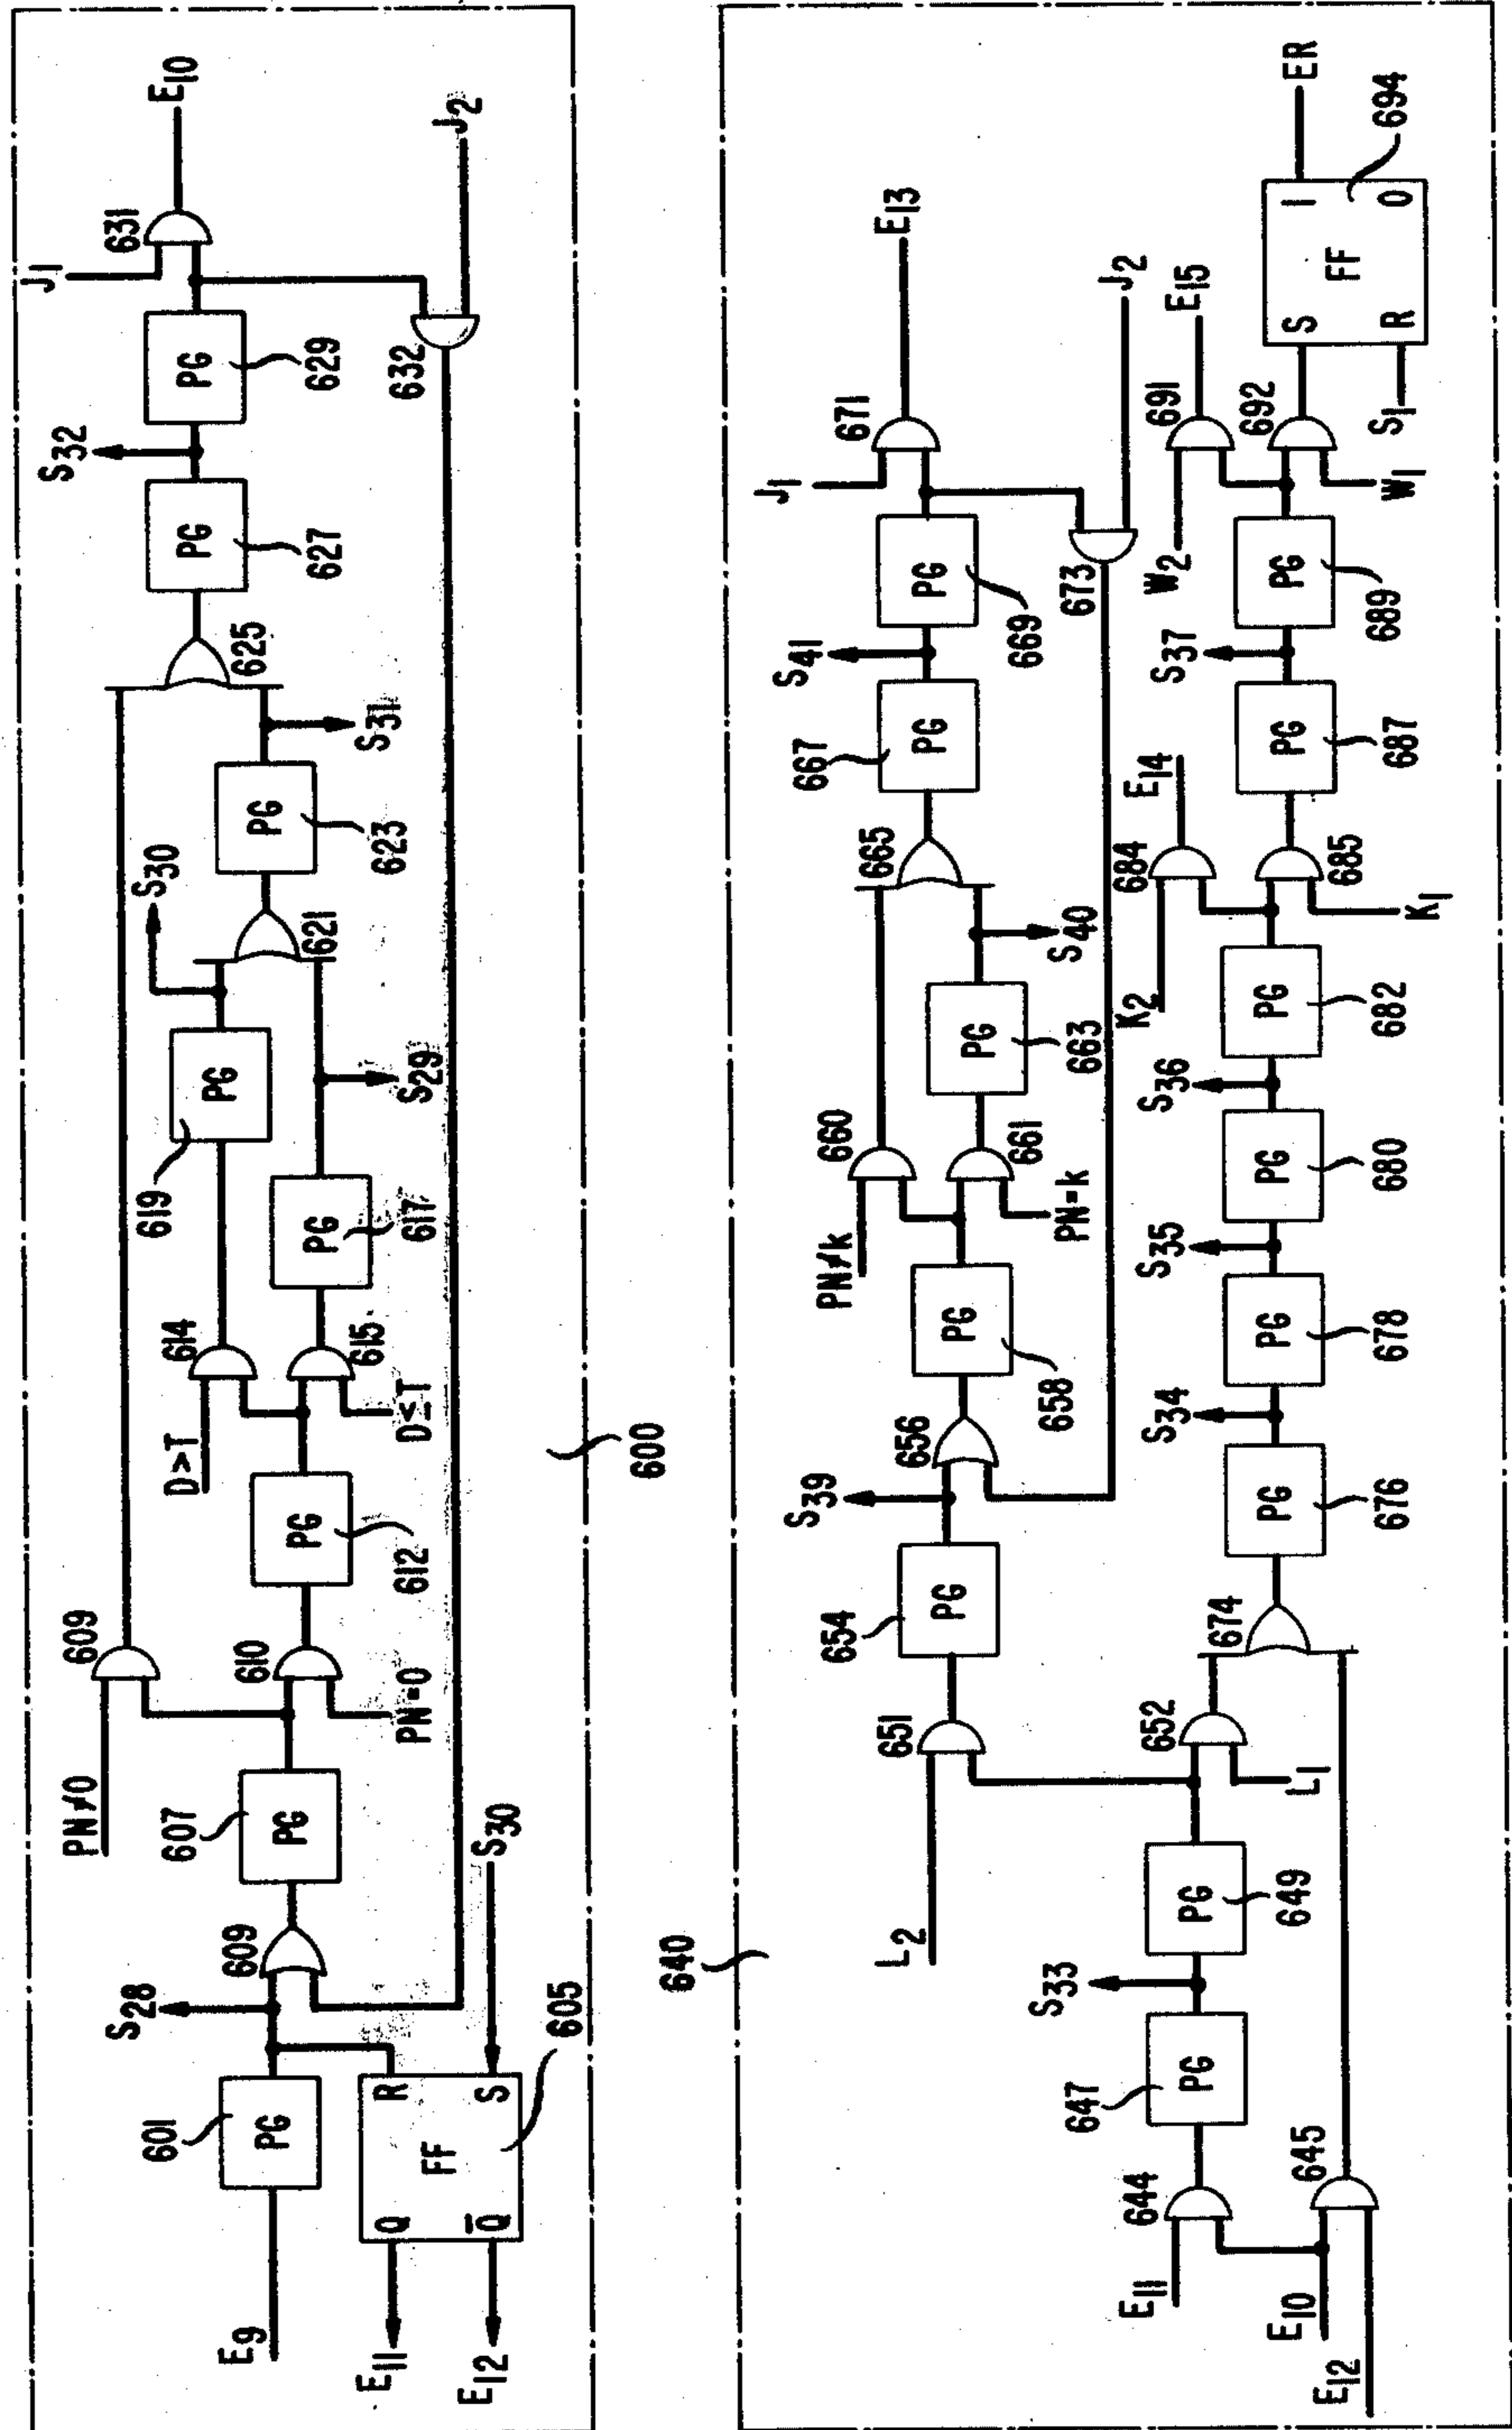 E9
601
PG
S28
609
607
PG
PN≠0
609
610
PN=0
612
PG
D>T
614
615
D≤T
619
PG
617
PG
S30
S29
621
623
PG
S31
625
627
PG
S32
629
PG
J1
631
E10
632
J2
E11
E12
Q
Q̅
FF
R
S
S30
605
600
640
E11
E10
E12
644
645
647
PG
S33
649
PG
L2
651
652
L1
654
PG
S39
656
658
PG
PN≠k
660
661
PN=k
663
PG
S40
665
667
PG
S41
669
PG
J1
671
E13
673
J2
674
676
PG
S34
678
PG
S35
680
PG
S36
682
PG
K2
684
E14
685
K1
687
PG
S37
689
PG
W2
691
E15
692
W1
S1
S
R
FF
1
0
ER
694